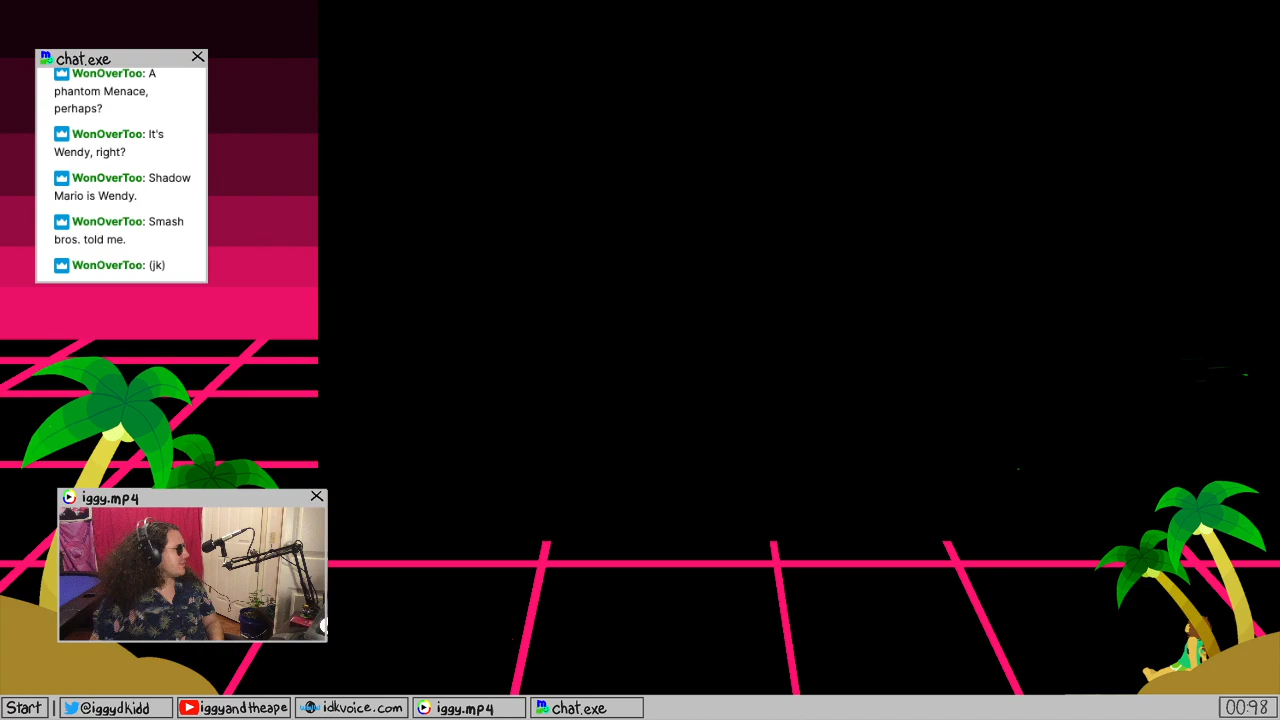 chat.exe
WonOverToo: A
phantom Menace,
perhaps?
WonOverToo: It's
Wendy, right?
WonOverToo: Shadow
Mario is Wendy.
WonOverToo: Smash
bros. told me.
WonOverToo: (jk)
iggy.mp4
Start | @iggydkidd iggyandtheape www idkvoice.com iggy.mp4 chat.exe 00:98